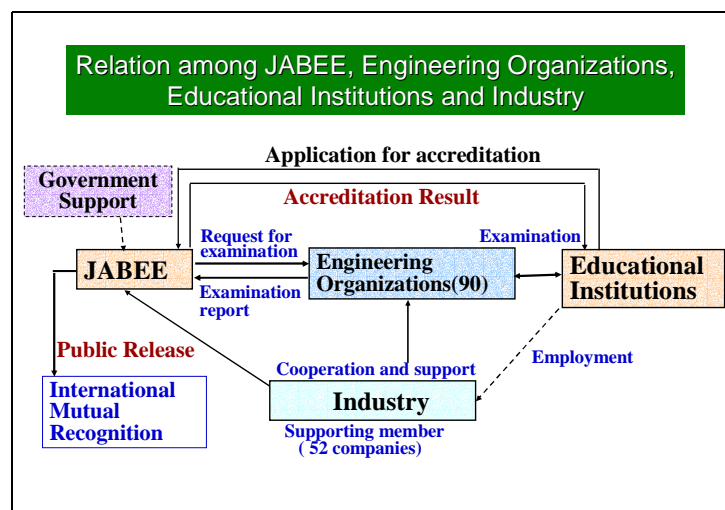 Relation among JABEE, Engineering Organizations,
Educational Institutions and Industry
Application for accreditation
Government
Support
Accreditation Result
Request for
examination
Examination
JABEE
Engineering
Organizations(90)
Educational
Institutions
Examination
report
Public Release
Cooperation and support
Employment
International
Mutual
Recognition
Industry
Supporting member
( 52 companies)